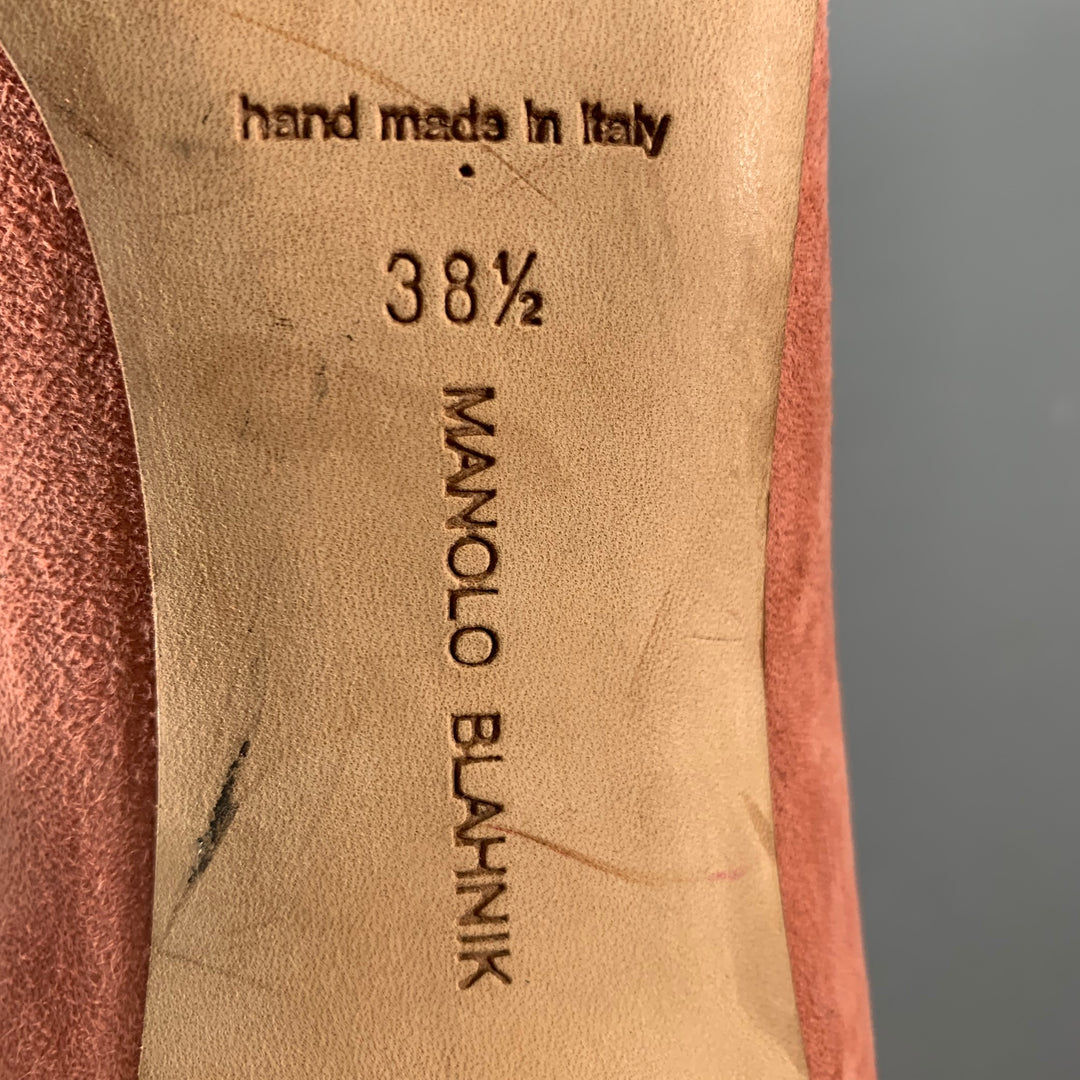 hand made in Italy
38½
MANOLO BLAHNIK